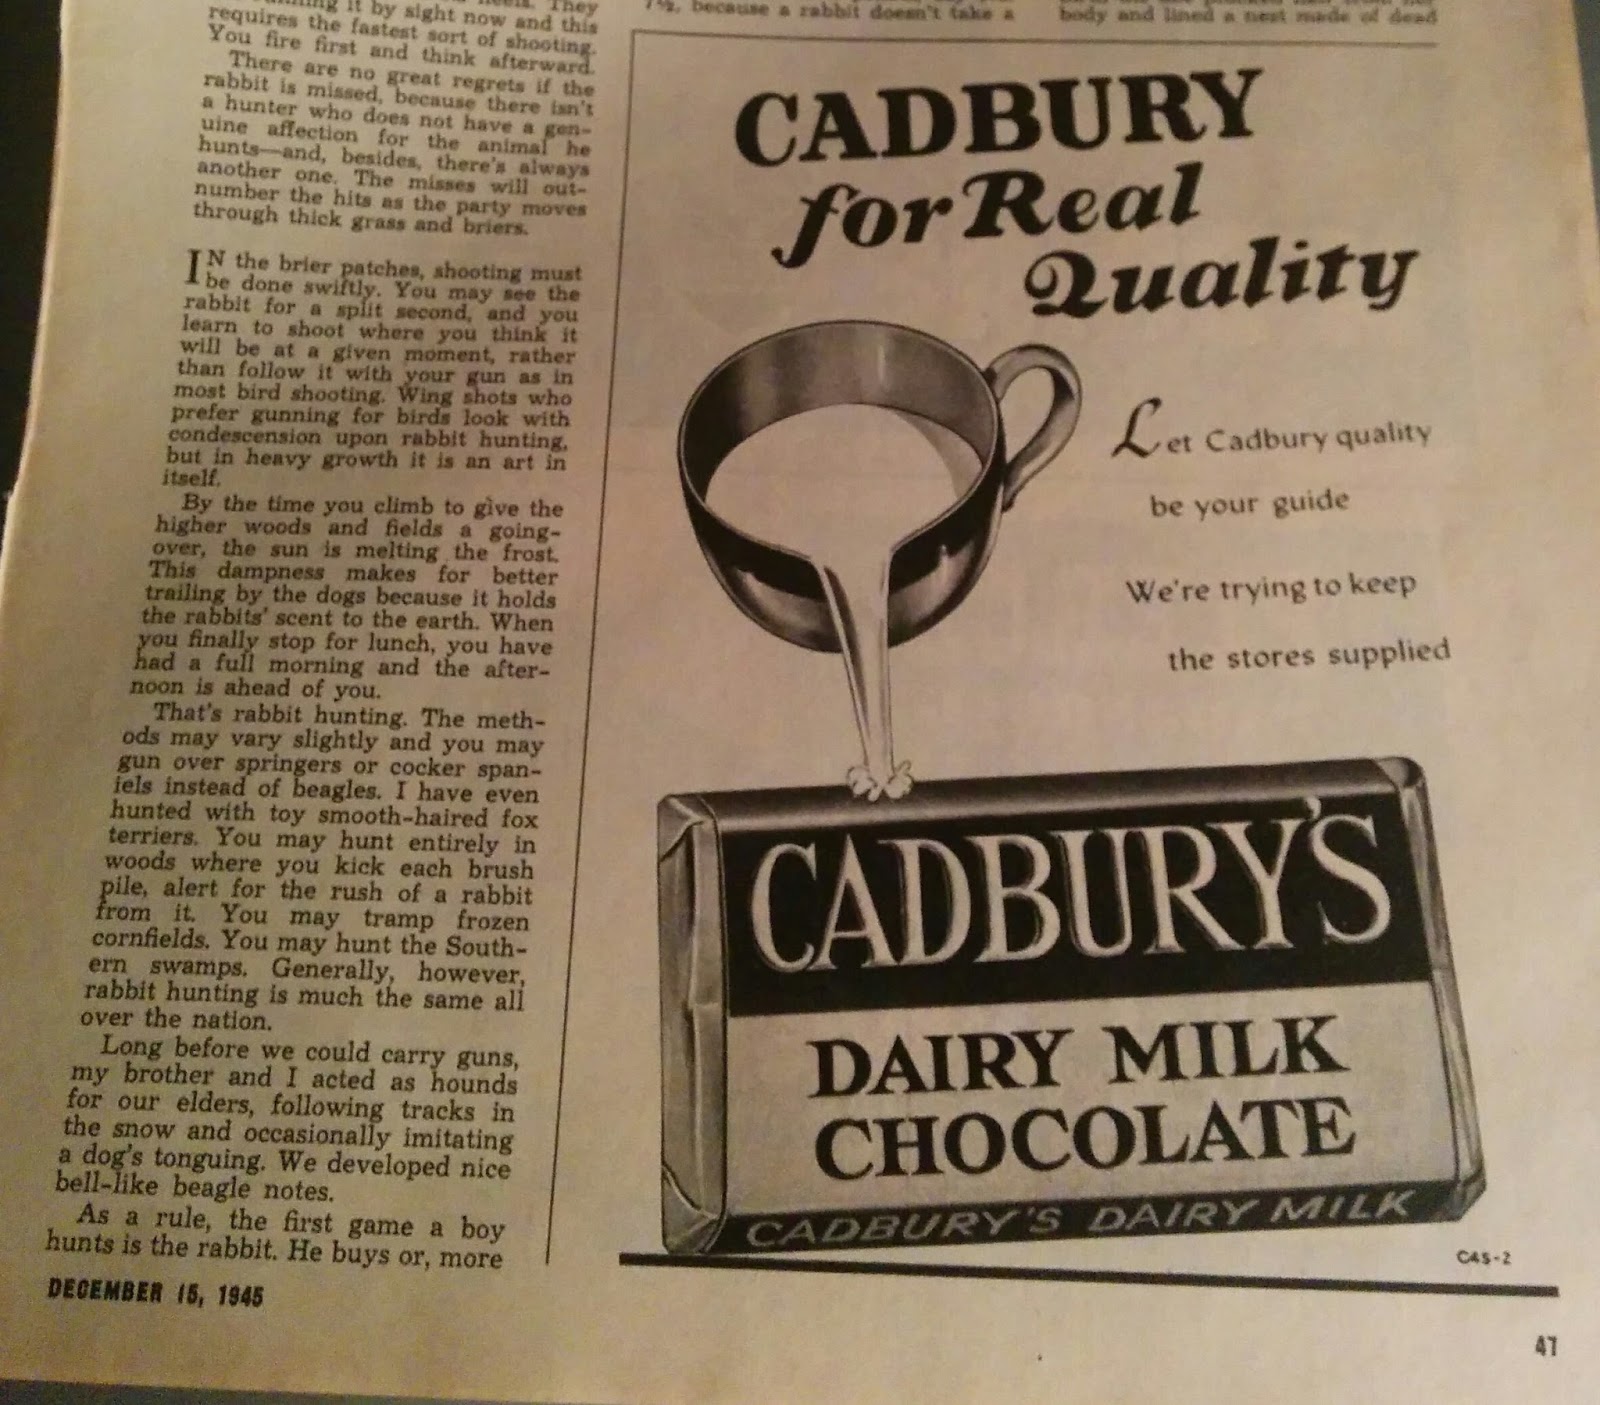 it by sight now and this
requires the fastest sort of shooting.
You fire first and think afterward.
There are no great regrets if the
rabbit is missed, because there isn't
a hunter who does not have a gen-
uine affection for the animal he
hunts—and, besides, there's always
another one. The misses will out-
number the hits as the party moves
through thick grass and briers.
IN the brier patches, shooting must
be done swiftly. You may see the
rabbit for a split second, and you
learn to shoot where you think it
will be at a given moment, rather
than follow it with your gun as in
most bird shooting. Wing shots who
prefer gunning for birds look with
condescension upon rabbit hunting,
but in heavy growth it is an art in
itself.
By the time you climb to give the
higher woods and fields a going-
over, the sun is melting the frost.
This dampness makes for better
trailing by the dogs because it holds
the rabbits' scent to the earth. When
you finally stop for lunch, you have
had a full morning and the after-
noon is ahead of you.
That's rabbit hunting. The meth-
ods may vary slightly and you may
gun over springers or cocker span-
iels instead of beagles. I have even
hunted with toy smooth-haired fox
terriers. You may hunt entirely in
woods where you kick each brush
pile, alert for the rush of a rabbit
from it. You may tramp frozen
cornfields. You may hunt the South-
ern swamps. Generally, however,
rabbit hunting is much the same all
over the nation.
Long before we could carry guns,
my brother and I acted as hounds
for our elders, following tracks in
the snow and occasionally imitating
a dog's tonguing. We developed nice
bell-like beagle notes.
As a rule, the first game a boy
hunts is the rabbit. He buys or, more
DECEMBER 15, 1945
7½, because a rabbit doesn't take a
body and lined a nest made of dead
CADBURY
for Real
Quality
Let Cadbury quality
be your guide
We're trying to keep
the stores supplied
CADBURY'S
DAIRY MILK
CHOCOLATE
CADBURY'S DAIRY MILK
C45-2
47